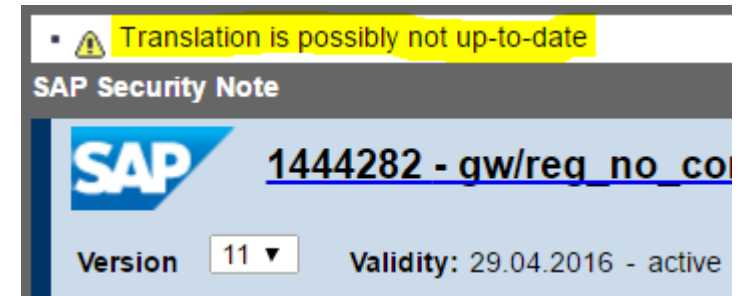 Translation is possibly not up-to-date
SAP Security Note
SAP 1444282 - gw/reg_no_
Version 11 Validity: 29.04.2016 - active